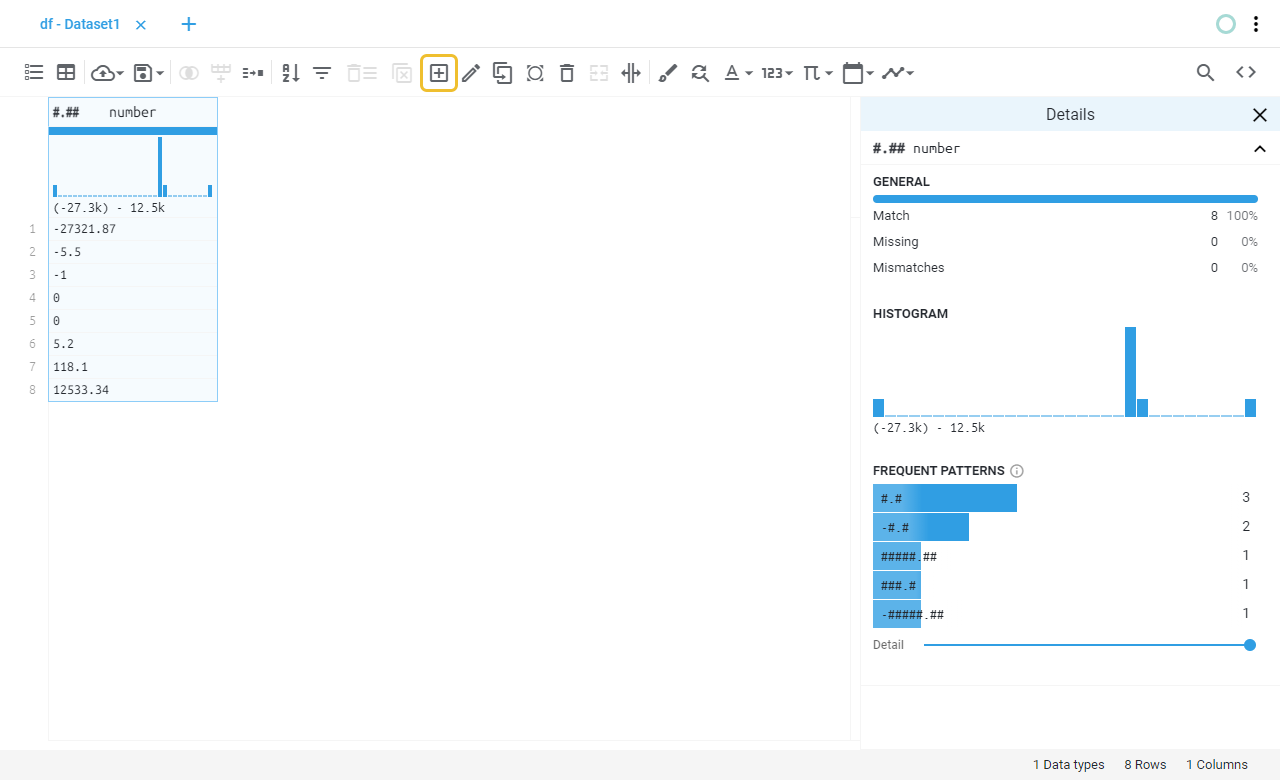 df - Dataset1
123
#.## number
(-27.3k) - 12.5k
1 -27321.87
2 -5.5
3 -1
4 0
5 0
6 5.2
7 118.1
8 12533.34
Details
#.## number
GENERAL
Match 8 100%
Missing 0 0%
Mismatches 0 0%
HISTOGRAM
(-27.3k) - 12.5k
FREQUENT PATTERNS
#.# 3
-#.# 2
#####.## 1
###.# 1
-#####.## 1
Detail
1 Data types 8 Rows 1 Columns